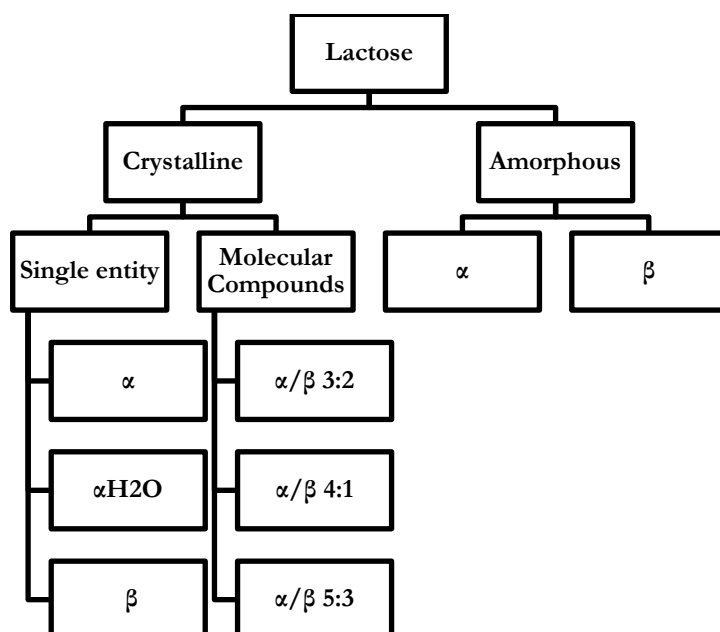 Lactose
Crystalline
Amorphous
Single entity
Molecular
Compounds
α
β
α
α/β 3:2
αH2O
α/β 4:1
β
α/β 5:3